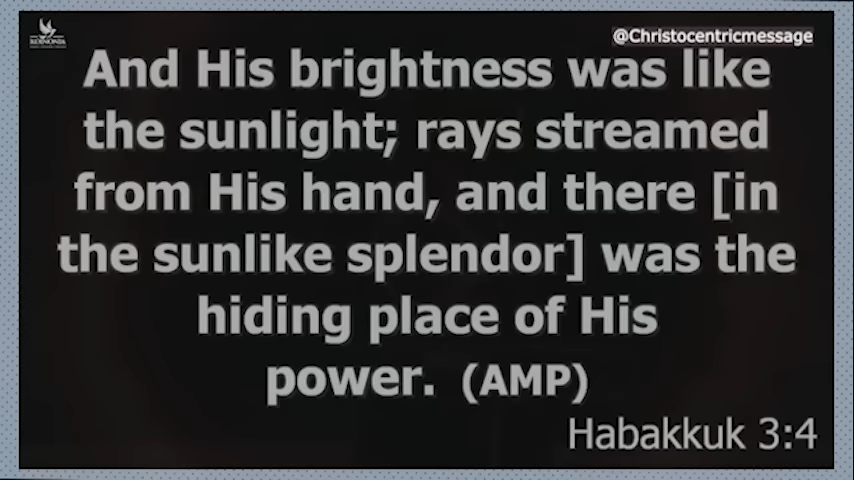 KOINONIA
@Christocentricmessage
And His brightness was like
the sunlight; rays streamed
from His hand, and there [in
the sunlike splendor] was the
hiding place of His
power. (AMP)
Habakkuk 3:4